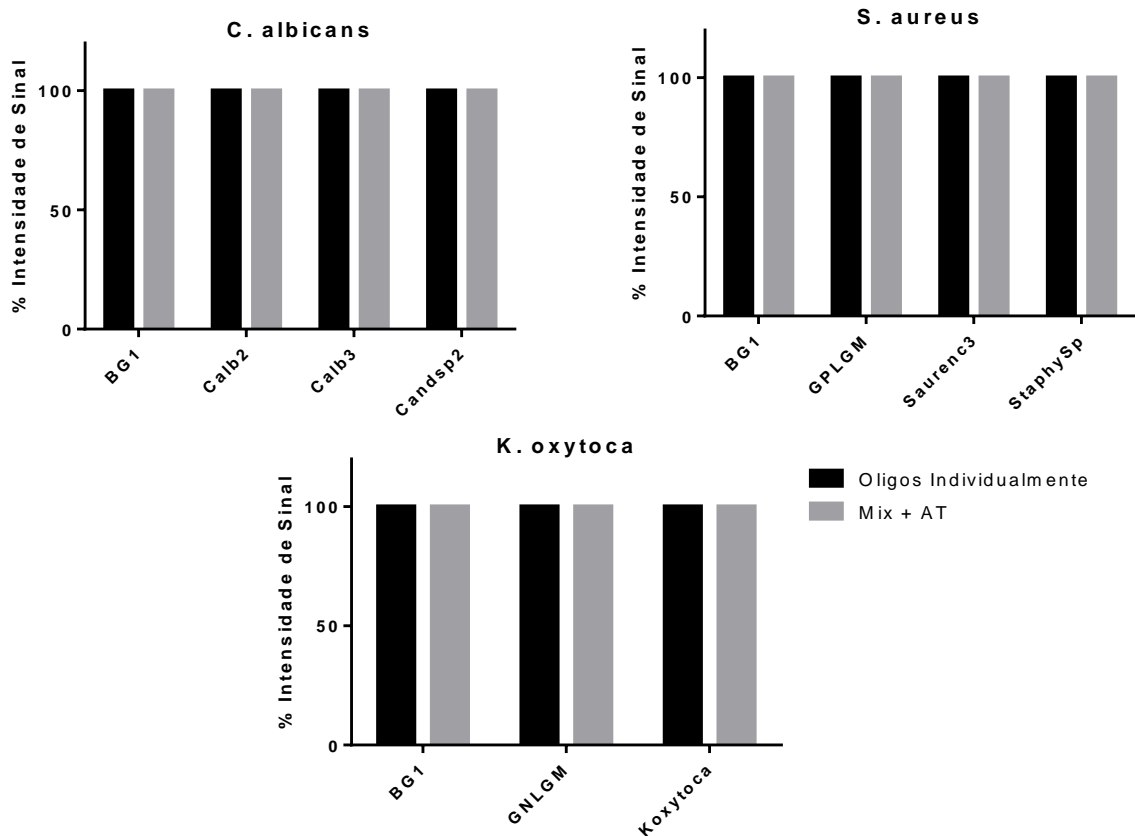 C. albicans
% Intensidade de Sinal
100
50
0
BG1
Calb2
Calb3
Candsp2
S. aureus
% Intensidade de Sinal
100
50
0
BG1
GPLGM
Saurenc3
StaphySp
K. oxytoca
% Intensidade de Sinal
100
50
0
BG1
GNLGM
Koxytoca
Oligos Individualmente
Mix + AT